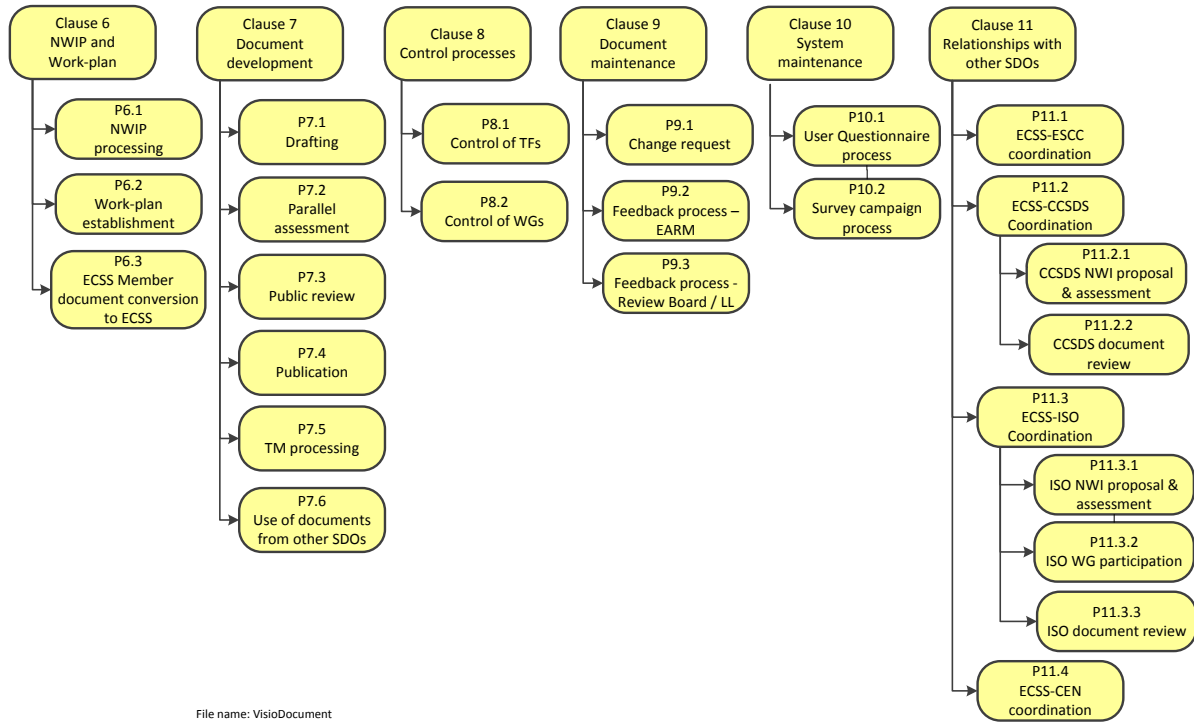 Clause 6
NWIP and
Work-plan
P6.1
NWIP
processing
P6.2
Work-plan
establishment
P6.3
ECSS Member
document conversion
to ECSS
Clause 7
Document
development
P7.1
Drafting
P7.2
Parallel
assessment
P7.3
Public review
P7.4
Publication
P7.5
TM processing
P7.6
Use of documents
from other SDOs
Clause 8
Control processes
P8.1
Control of TFs
P8.2
Control of WGs
Clause 9
Document
maintenance
P9.1
Change request
P9.2
Feedback process –
EARM
P9.3
Feedback process -
Review Board / LL
Clause 10
System
maintenance
P10.1
User Questionnaire
process
P10.2
Survey campaign
process
Clause 11
Relationships with
other SDOs
P11.1
ECSS-ESCC
coordination
P11.2
ECSS-CCSDS
Coordination
P11.2.1
CCSDS NWI proposal
& assessment
P11.2.2
CCSDS document
review
P11.3
ECSS-ISO
Coordination
P11.3.1
ISO NWI proposal &
assessment
P11.3.2
ISO WG participation
P11.3.3
ISO document review
P11.4
ECSS-CEN
coordination
File name: VisioDocument